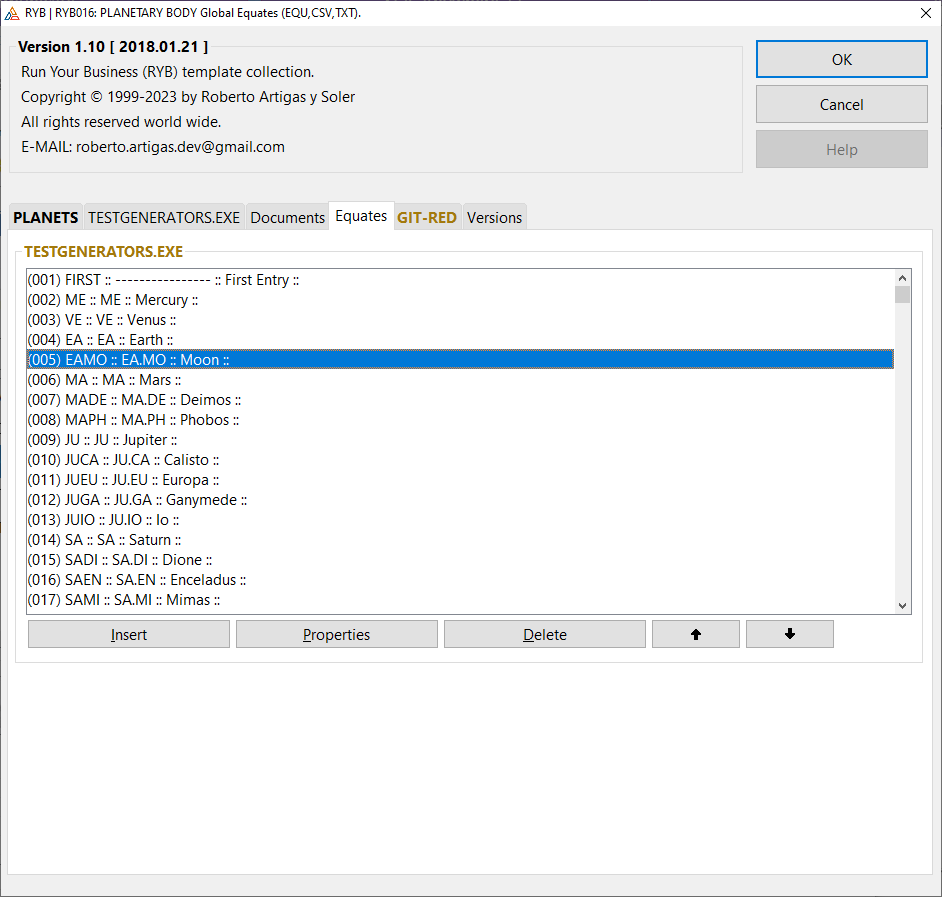 RYB | RYB016: PLANETARY BODY Global Equates (EQU,CSV,TXT).
Version 1.10 [ 2018.01.21 ]
Run Your Business (RYB) template collection.
Copyright © 1999-2023 by Roberto Artigas y Soler
All rights reserved world wide.
E-MAIL: roberto.artigas.dev@gmail.com
OK
Cancel
Help
PLANETS TESTGENERATORS.EXE Documents Equates GIT-RED Versions
TESTGENERATORS.EXE
(001) FIRST :: ---------------- :: First Entry ::
(002) ME :: ME :: Mercury ::
(003) VE :: VE :: Venus ::
(004) EA :: EA :: Earth ::
(005) EAMO :: EA.MO :: Moon ::
(006) MA :: MA :: Mars ::
(007) MADE :: MA.DE :: Deimos ::
(008) MAPH :: MA.PH :: Phobos ::
(009) JU :: JU :: Jupiter ::
(010) JUCA :: JU.CA :: Calisto ::
(011) JUEU :: JU.EU :: Europa ::
(012) JUGA :: JU.GA :: Ganymede ::
(013) JUIO :: JU.IO :: Io ::
(014) SA :: SA :: Saturn ::
(015) SADI :: SA.DI :: Dione ::
(016) SAEN :: SA.EN :: Enceladus ::
(017) SAMI :: SA.MI :: Mimas ::
Insert Properties Delete